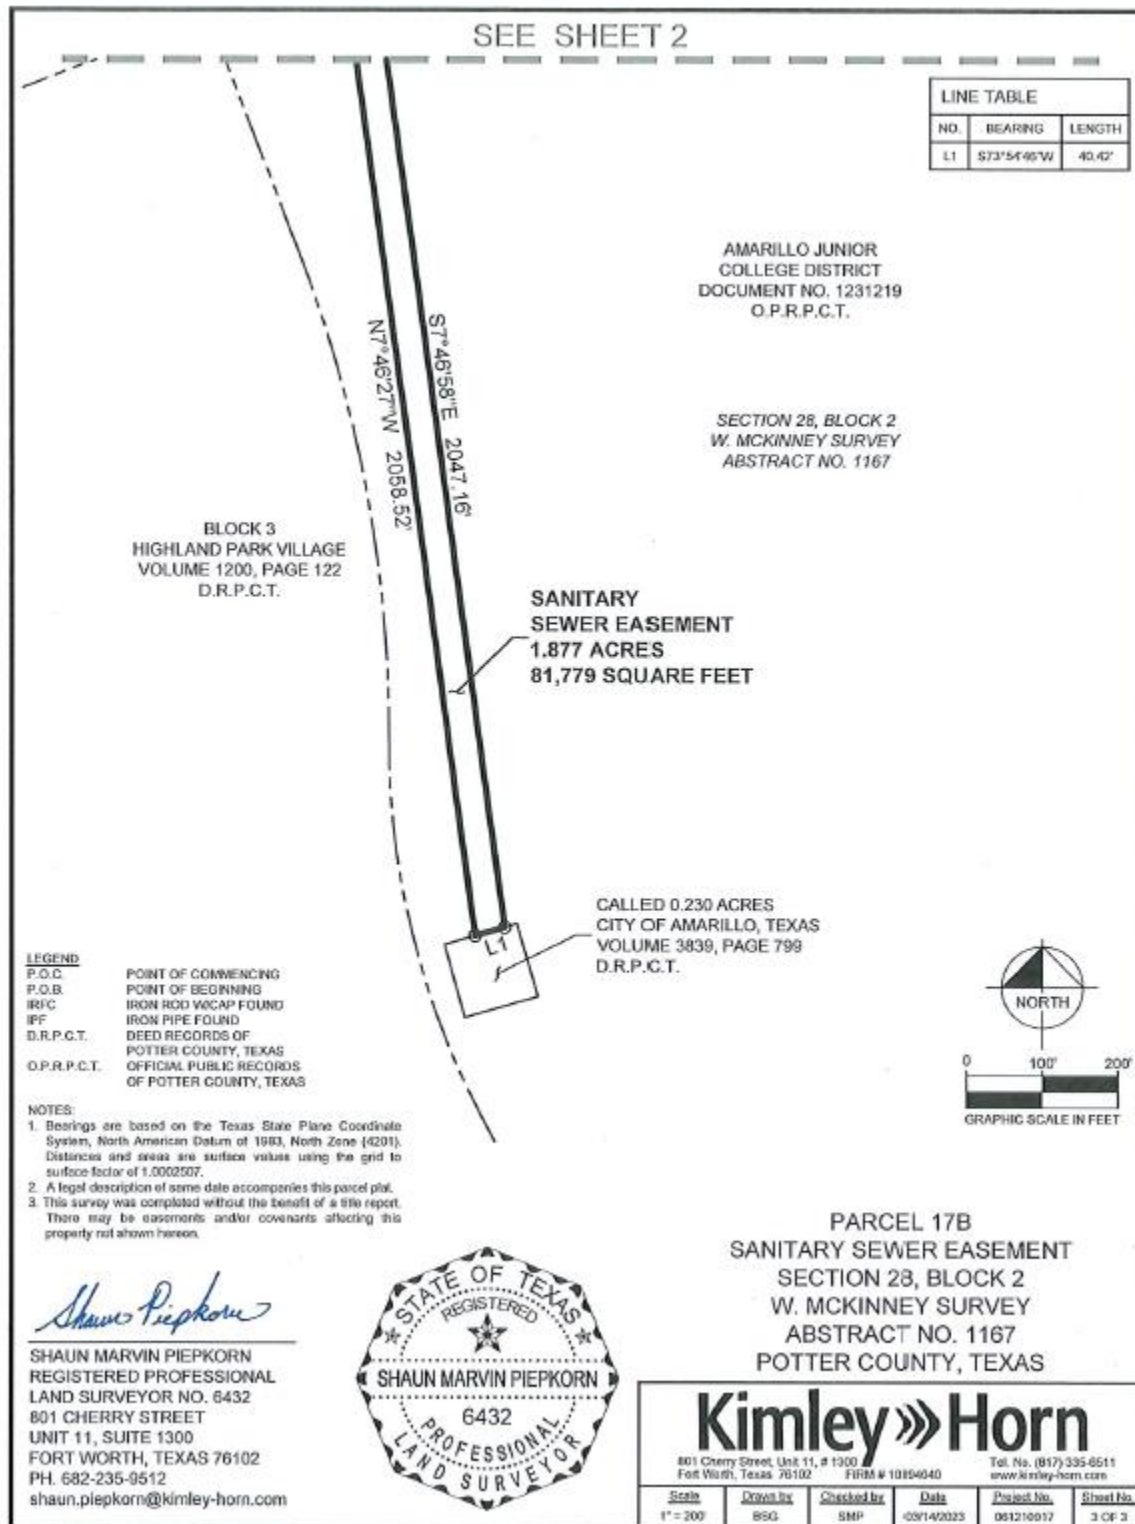 SEE SHEET 2
LINE TABLE
NO. BEARING LENGTH
L1 S73°54'46"W 40.42'
AMARILLO JUNIOR
COLLEGE DISTRICT
DOCUMENT NO. 1231219
O.P.R.P.C.T.
N7°46'27"W 2058.52'
S7°46'58"E 2047.16'
SECTION 28, BLOCK 2
W. MCKINNEY SURVEY
ABSTRACT NO. 1167
BLOCK 3
HIGHLAND PARK VILLAGE
VOLUME 1200, PAGE 122
D.R.P.C.T.
SANITARY
SEWER EASEMENT
1.877 ACRES
81,779 SQUARE FEET
CALLED 0.230 ACRES
CITY OF AMARILLO, TEXAS
VOLUME 3839, PAGE 799
D.R.P.C.T.
L1
LEGEND
P.O.C. POINT OF COMMENCING
P.O.B. POINT OF BEGINNING
IRFC IRON ROD W/CAP FOUND
IPF IRON PIPE FOUND
D.R.P.C.T. DEED RECORDS OF
POTTER COUNTY, TEXAS
O.P.R.P.C.T. OFFICIAL PUBLIC RECORDS
OF POTTER COUNTY, TEXAS
NORTH
0 100' 200'
GRAPHIC SCALE IN FEET
NOTES:
1. Bearings are based on the Texas State Plane Coordinate
System, North American Datum of 1983, North Zone (4201).
Distances and areas are surface values using the grid to
surface factor of 1.0002507.
2. A legal description of same date accompanies this parcel plat.
3. This survey was completed without the benefit of a title report.
There may be easements and/or covenants affecting this
property not shown hereon.
PARCEL 17B
SANITARY SEWER EASEMENT
SECTION 28, BLOCK 2
W. MCKINNEY SURVEY
ABSTRACT NO. 1167
POTTER COUNTY, TEXAS
Shaun Piepkorn
SHAUN MARVIN PIEPKORN
REGISTERED PROFESSIONAL
LAND SURVEYOR NO. 6432
801 CHERRY STREET
UNIT 11, SUITE 1300
FORT WORTH, TEXAS 76102
PH. 682-235-9512
shaun.piepkorn@kimley-horn.com
STATE OF TEXAS
REGISTERED
SHAUN MARVIN PIEPKORN
6432
PROFESSIONAL
LAND SURVEYOR
Kimley»Horn
801 Cherry Street, Unit 11, # 1300 Tel. No. (817) 335-6511
Fort Worth, Texas 76102 FIRM # 10194040 www.kimley-horn.com
Scale Drawn by Checked by Date Project No. Sheet No.
1" = 200' BSG SMP 03/14/2023 061210017 3 OF 3